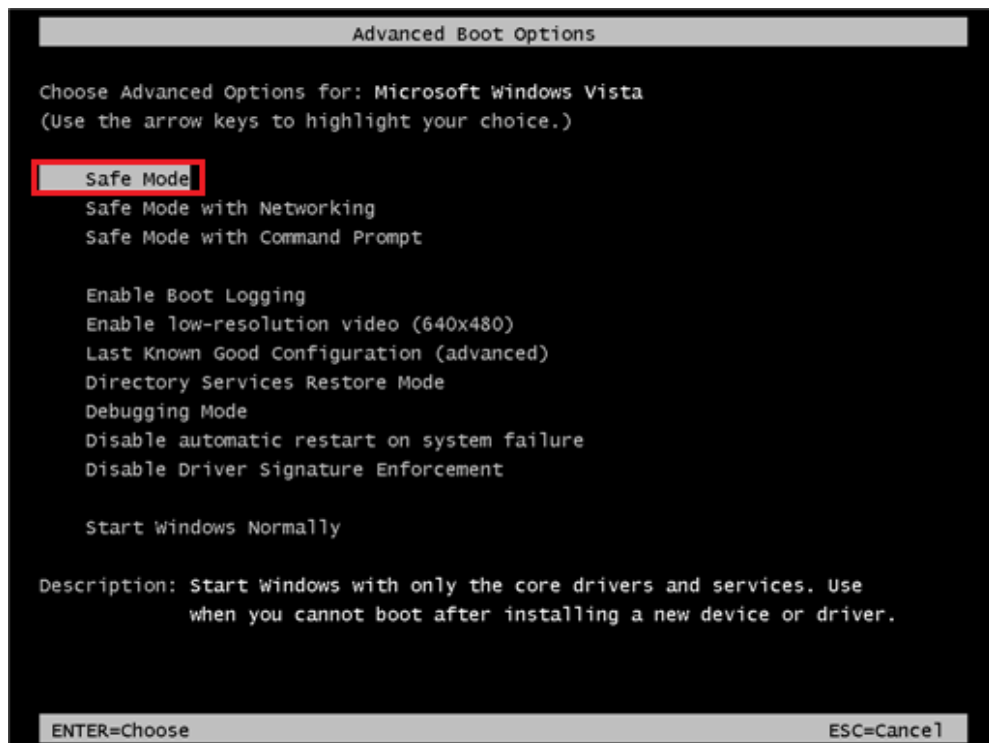 Advanced Boot Options
Choose Advanced Options for: Microsoft Windows Vista
(Use the arrow keys to highlight your choice.)
Safe Mode
Safe Mode with Networking
Safe Mode with Command Prompt
Enable Boot Logging
Enable low-resolution video (640x480)
Last Known Good Configuration (advanced)
Directory Services Restore Mode
Debugging Mode
Disable automatic restart on system failure
Disable Driver Signature Enforcement
Start Windows Normally
Description: Start Windows with only the core drivers and services. Use
when you cannot boot after installing a new device or driver.
ENTER=Choose ESC=Cancel